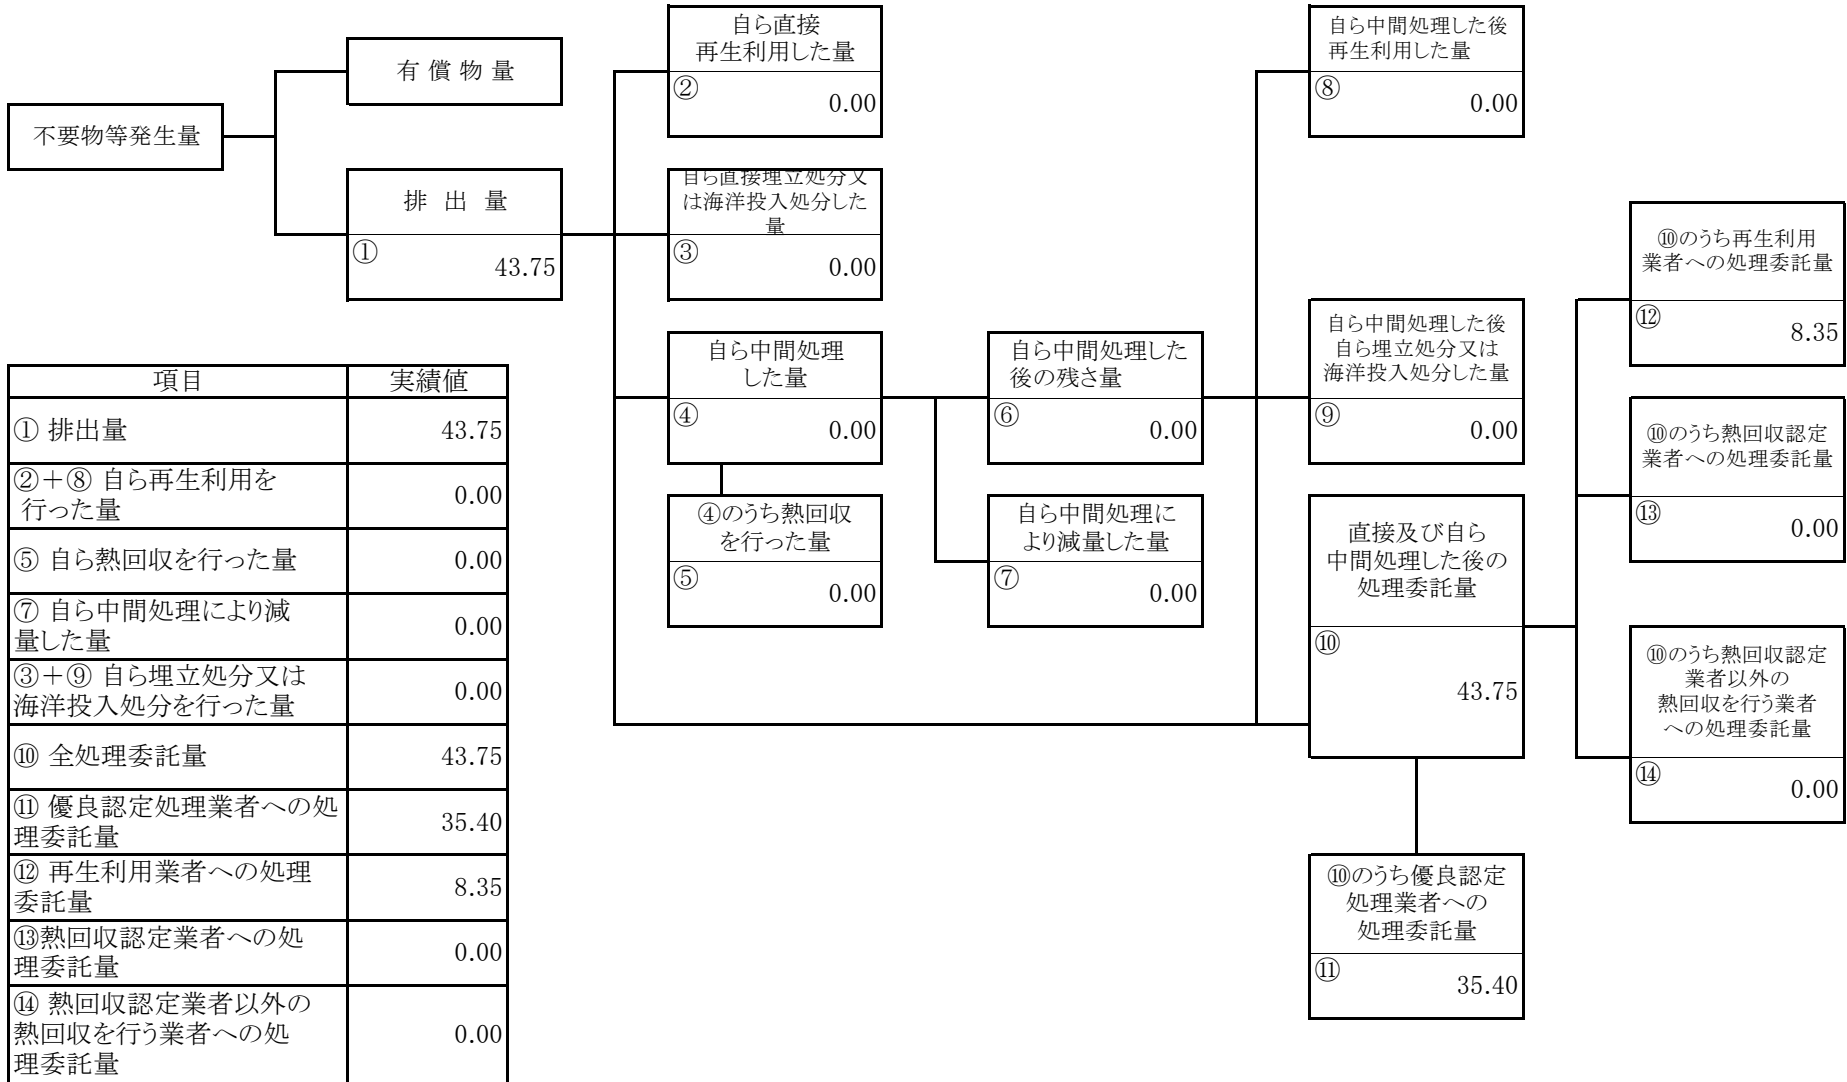 不要物等発生量
有 償 物 量
排 出 量
①
43.75
自ら直接
再生利用した量
②
0.00
自ら直接埋立処分又
は海洋投入処分した
量
③
0.00
自ら中間処理
した量
④
0.00
④のうち熱回収
を行った量
⑤
0.00
自ら中間処理した
後の残さ量
⑥
0.00
自ら中間処理に
より減量した量
⑦
0.00
自ら中間処理した後
再生利用した量
⑧
0.00
自ら中間処理した後
自ら埋立処分又は
海洋投入処分した量
⑨
0.00
直接及び自ら
中間処理した後の
処理委託量
⑩
43.75
⑩のうち優良認定
処理業者への
処理委託量
⑪
35.40
⑩のうち再生利用
業者への処理委託量
⑫
8.35
⑩のうち熱回収認定
業者への処理委託量
⑬
0.00
⑩のうち熱回収認定
業者以外の
熱回収を行う業者
への処理委託量
⑭
0.00
項目 実績値
① 排出量 43.75
②＋⑧ 自ら再生利用を
行った量 0.00
⑤ 自ら熱回収を行った量 0.00
⑦ 自ら中間処理により減
量した量 0.00
③＋⑨ 自ら埋立処分又は
海洋投入処分を行った量 0.00
⑩ 全処理委託量 43.75
⑪ 優良認定処理業者への処
理委託量 35.40
⑫ 再生利用業者への処理
委託量 8.35
⑬熱回収認定業者への処
理委託量 0.00
⑭ 熱回収認定業者以外の
熱回収を行う業者への処
理委託量 0.00